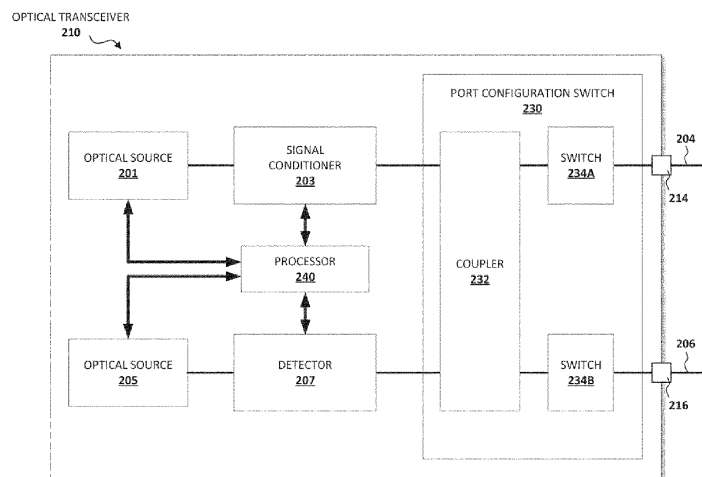 OPTICAL TRANSCEIVER
210
PORT CONFIGURATION SWITCH
230
OPTICAL SOURCE
201
SIGNAL
CONDITIONER
203
SWITCH
234A
204
214
PROCESSOR
240
COUPLER
232
OPTICAL SOURCE
205
DETECTOR
207
SWITCH
234B
206
216